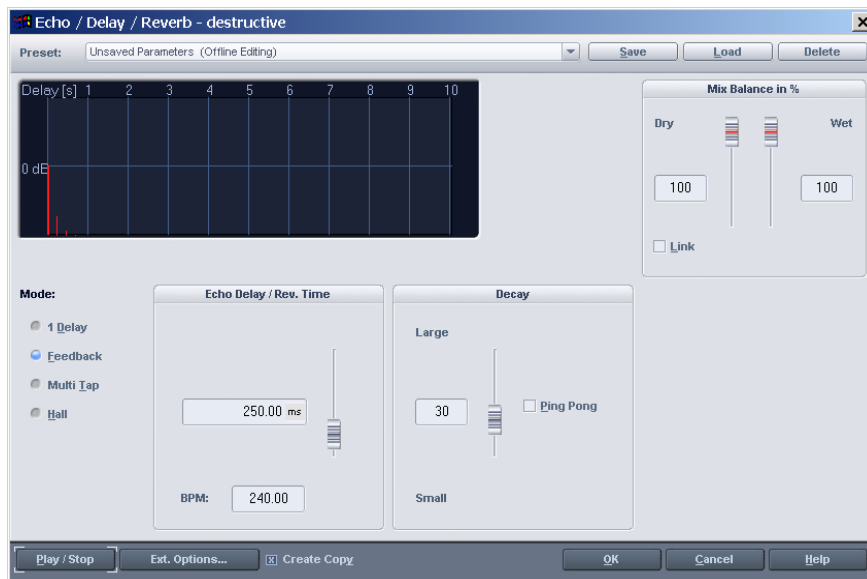 Echo / Delay / Reverb - destructive
Preset: Unsaved Parameters (Offline Editing) Save Load Delete
Delay [s] 1 2 3 4 5 6 7 8 9 10
0 dB
Mix Balance in %
Dry Wet
100 100
Link
Mode:
1 Delay
Feedback
Multi Tap
Hall
Echo Delay / Rev. Time
250.00 ms
BPM: 240.00
Decay
Large
30 Ping Pong
Small
Play / Stop Ext. Options... Create Copy OK Cancel Help